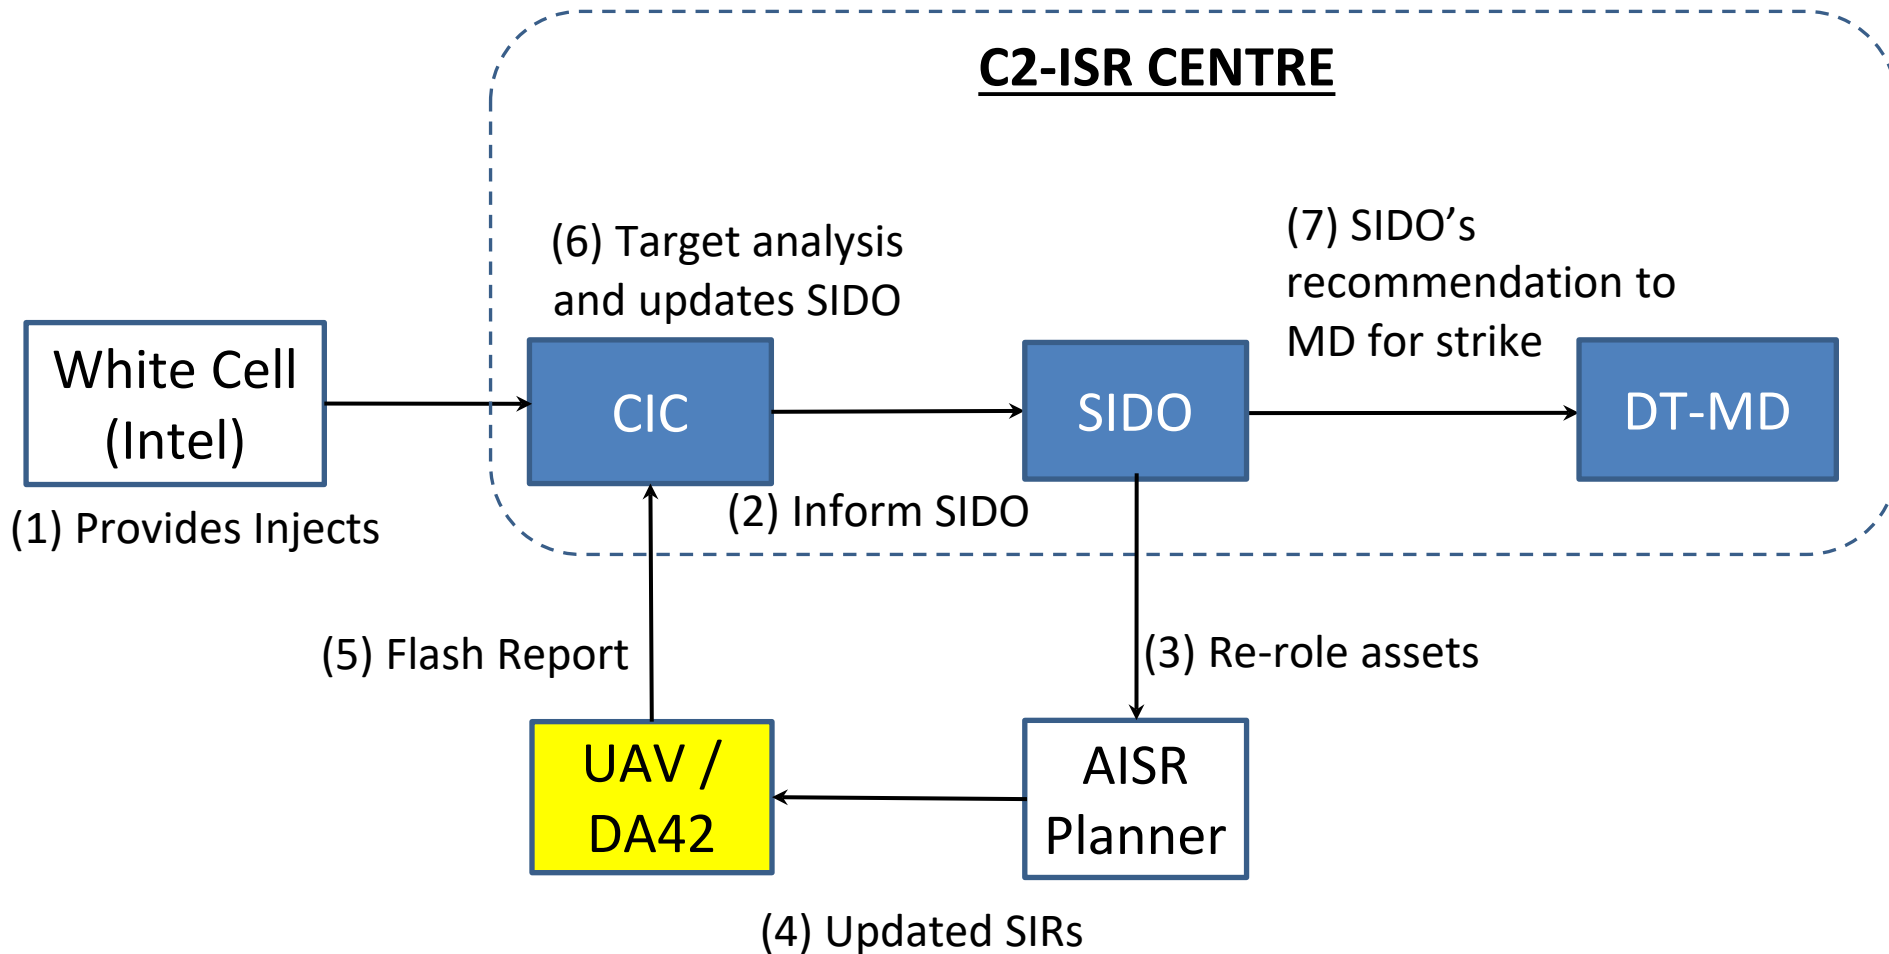 C2-ISR CENTRE
(6) Target analysis
and updates SIDO
(7) SIDO’s
recommendation to
MD for strike
White Cell
(Intel)
CIC
SIDO
DT-MD
(1) Provides Injects
(2) Inform SIDO
(5) Flash Report
(3) Re-role assets
UAV /
DA42
AISR
Planner
(4) Updated SIRs